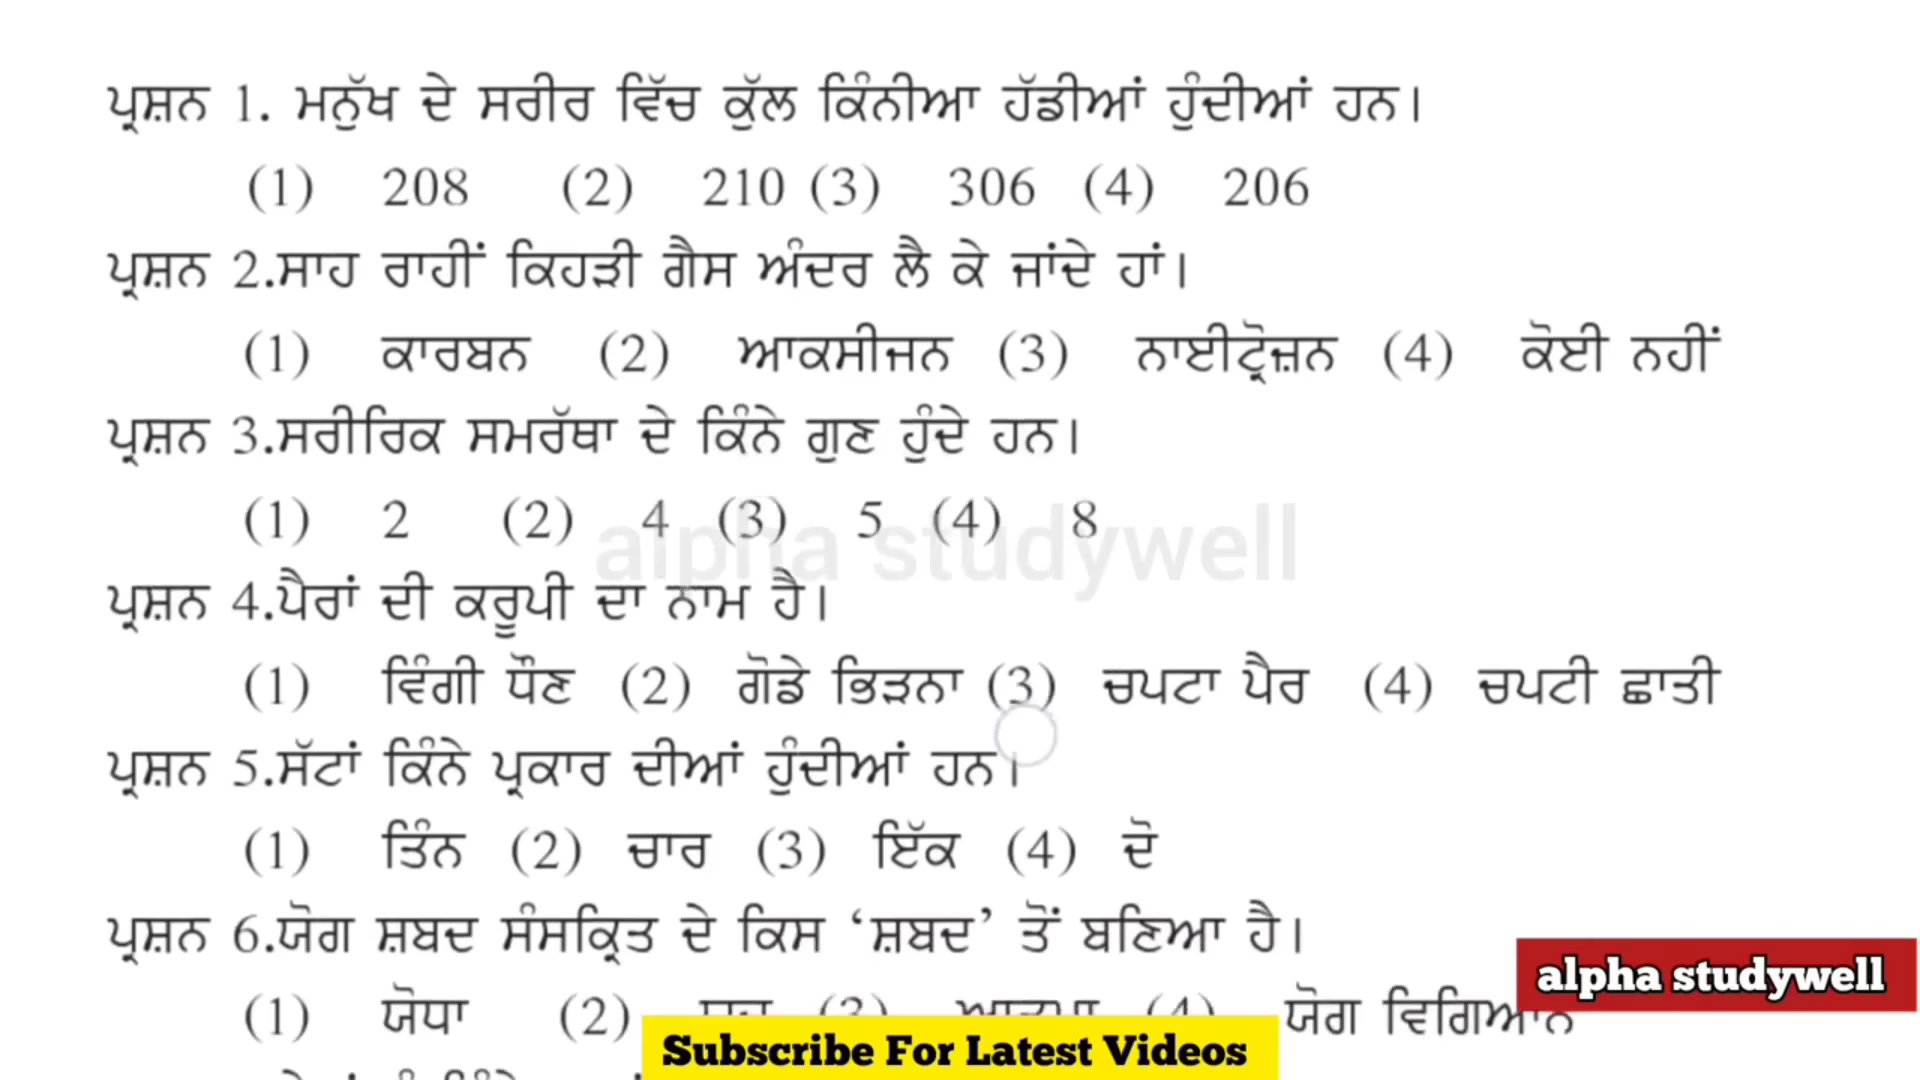 ਪ੍ਰਸ਼ਨ 1. ਮਨੁੱਖ ਦੇ ਸਰੀਰ ਵਿੱਚ ਕੁੱਲ ਕਿੰਨੀਆ ਹੱਡੀਆਂ ਹੁੰਦੀਆਂ ਹਨ।
(1) 208 (2) 210 (3) 306 (4) 206
ਪ੍ਰਸ਼ਨ 2.ਸਾਹ ਰਾਹੀਂ ਕਿਹੜੀ ਗੈਸ ਅੰਦਰ ਲੈ ਕੇ ਜਾਂਦੇ ਹਾਂ।
(1) ਕਾਰਬਨ (2) ਆਕਸੀਜਨ (3) ਨਾਈਟ੍ਰੋਜ਼ਨ (4) ਕੋਈ ਨਹੀਂ
ਪ੍ਰਸ਼ਨ 3.ਸਰੀਰਿਕ ਸਮਰੱਥਾ ਦੇ ਕਿੰਨੇ ਗੁਣ ਹੁੰਦੇ ਹਨ।
(1) 2 (2) 4 (3) 5 (4) 8
alpha studywell
ਪ੍ਰਸ਼ਨ 4.ਪੈਰਾਂ ਦੀ ਕਰੂਪੀ ਦਾ ਨਾਮ ਹੈ।
(1) ਵਿੰਗੀ ਧੌਣ (2) ਗੋਡੇ ਭਿੜਨਾ (3) ਚਪਟਾ ਪੈਰ (4) ਚਪਟੀ ਛਾਤੀ
ਪ੍ਰਸ਼ਨ 5.ਸੱਟਾਂ ਕਿੰਨੇ ਪ੍ਰਕਾਰ ਦੀਆਂ ਹੁੰਦੀਆਂ ਹਨ।
(1) ਤਿੰਨ (2) ਚਾਰ (3) ਇੱਕ (4) ਦੋ
ਪ੍ਰਸ਼ਨ 6.ਯੋਗ ਸ਼ਬਦ ਸੰਸਕ੍ਰਿਤ ਦੇ ਕਿਸ ‘ਸ਼ਬਦ’ ਤੋਂ ਬਣਿਆ ਹੈ।
alpha studywell
(1) ਯੋਧਾ (2) (3) (4) ਯੋਗ ਵਿਗਿਆਨ
Subscribe For Latest Videos